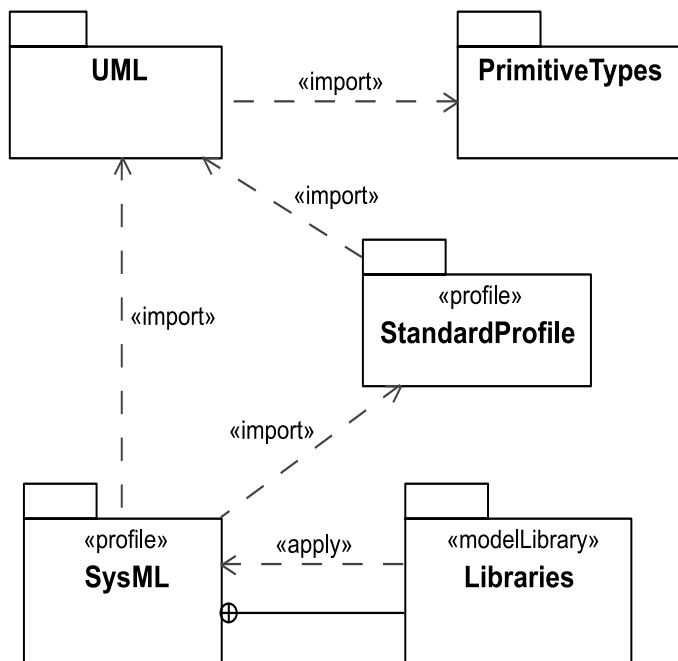 UML
PrimitiveTypes
«import»
«import»
«profile»
StandardProfile
«import»
«import»
«profile»
SysML
«apply»
«modelLibrary»
Libraries